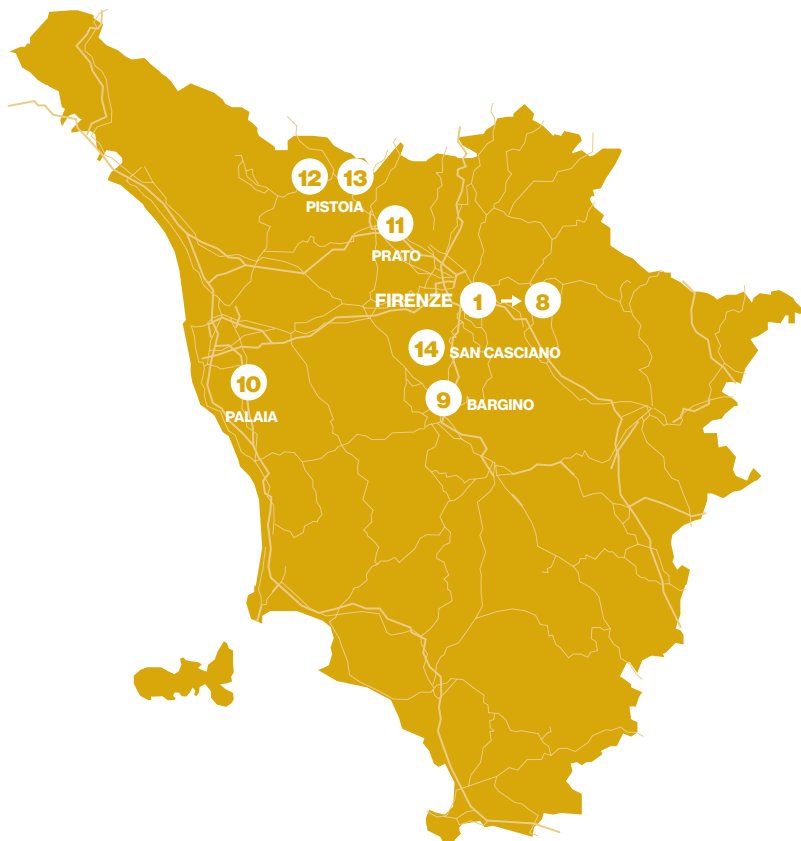 12 13
PISTOIA
11
PRATO
FIRENZE 1 → 8
14 SAN CASCIANO
10
PALAIA
9 BARGINO